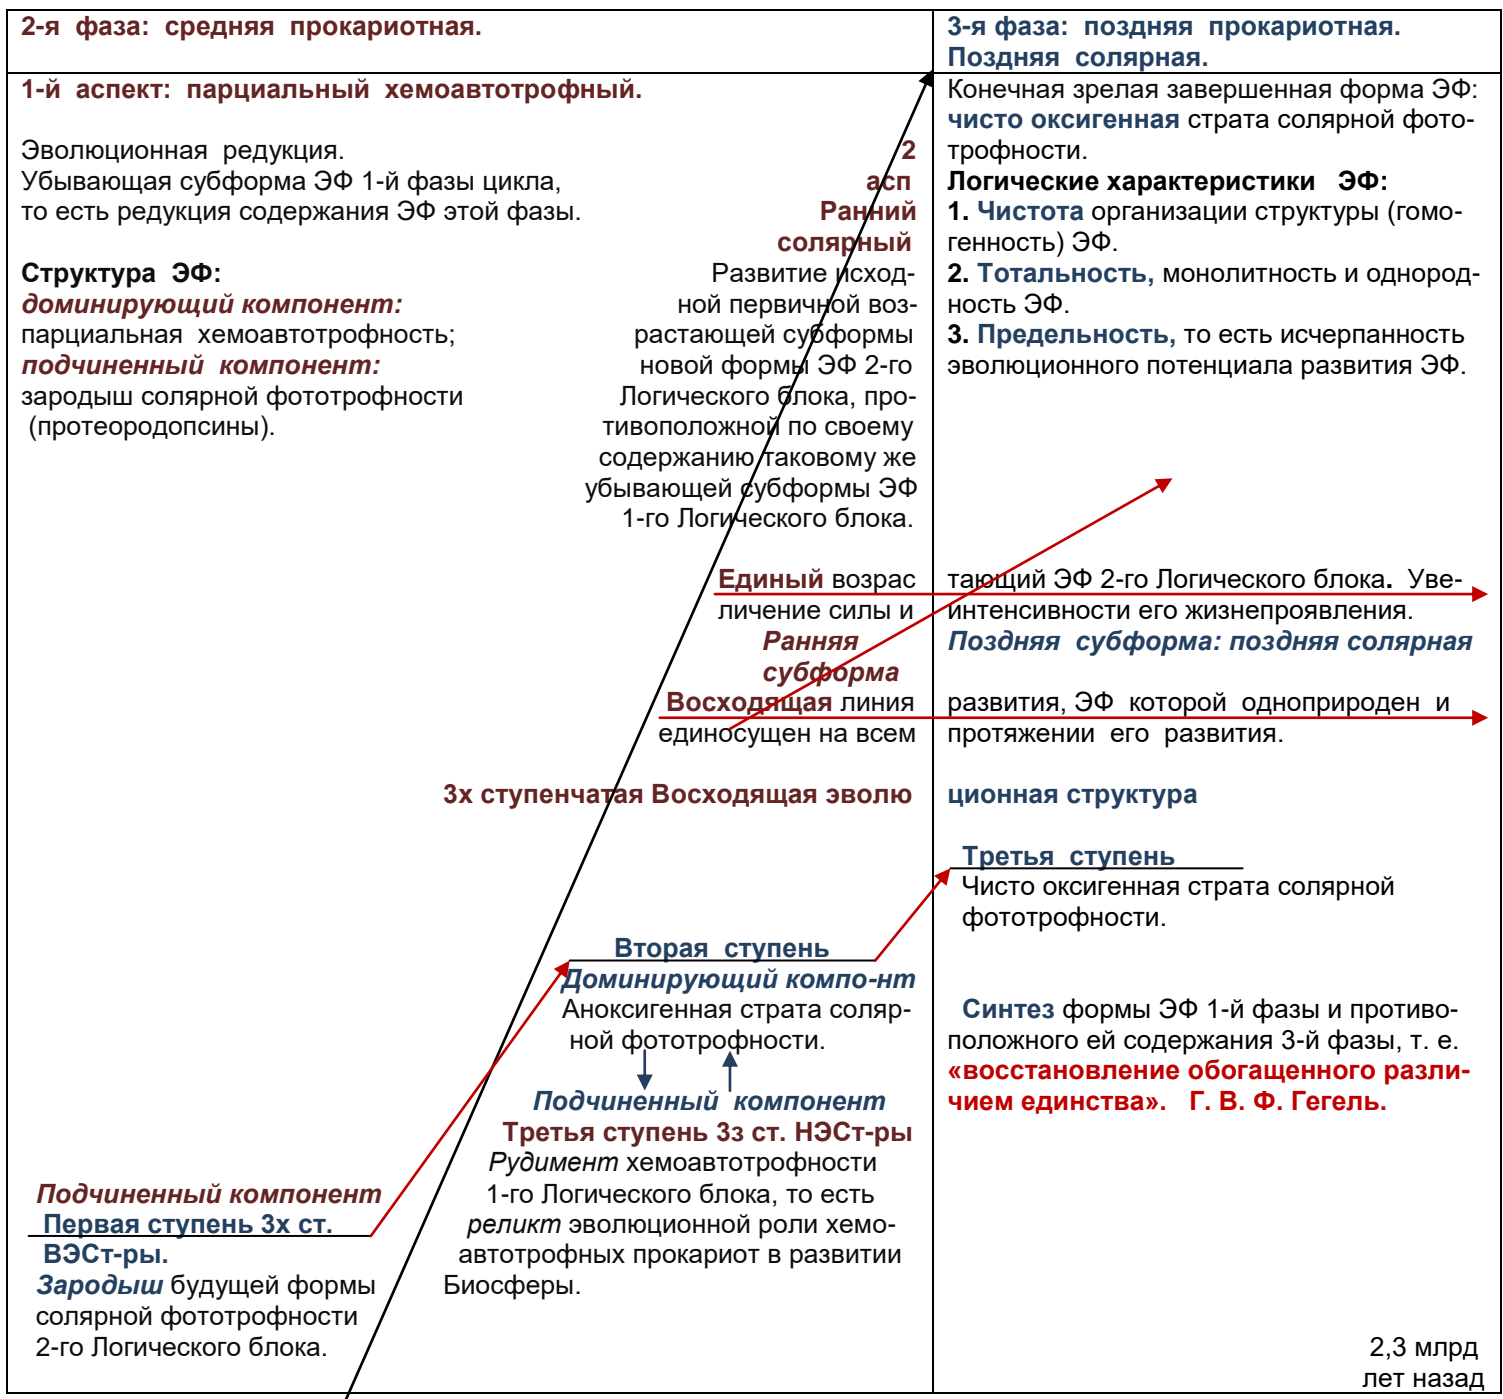 2-я фаза: средняя прокариотная.
1-й аспект: парциальный хемоавтотрофный.
Эволюционная редукция.
Убывающая субформа ЭФ 1-й фазы цикла,
то есть редукция содержания ЭФ этой фазы.
Структура ЭФ:
доминирующий компонент:
парциальная хемоавтотрофность;
подчиненный компонент:
зародыш солярной фототрофности
(протеородопсины).
2
асп
Ранний
солярный
Развитие исход-
ной первичной воз-
растающей субформы
новой формы ЭФ 2-го
Логического блока, про-
тивоположной по своему
содержанию таковому же
убывающей субформы ЭФ
1-го Логического блока.
Единый возрас
личение силы и
Ранняя
субформа
Восходящая линия
единосущен на всем
3х ступенчатая Восходящая эволю
Вторая ступень
Доминирующий компо-нт
Аноксигенная страта соляр-
ной фототрофности.
Подчиненный компонент
Третья ступень 3з ст. НЭСт-ры
Рудимент хемоавтотрофности
1-го Логического блока, то есть
реликт эволюционной роли хемо-
автотрофных прокариот в развитии
Биосферы.
Подчиненный компонент
Первая ступень 3х ст.
ВЭСт-ры.
Зародыш будущей формы
солярной фототрофности
2-го Логического блока.
3-я фаза: поздняя прокариотная.
Поздняя солярная.
Конечная зрелая завершенная форма ЭФ:
чисто оксигенная страта солярной фото-
трофности.
Логические характеристики ЭФ:
1. Чистота организации структуры (гомо-
генность) ЭФ.
2. Тотальность, монолитность и однород-
ность ЭФ.
3. Предельность, то есть исчерпанность
эволюционного потенциала развития ЭФ.
тающий ЭФ 2-го Логического блока. Уве-
интенсивности его жизнепроявления.
Поздняя субформа: поздняя солярная
развития, ЭФ которой одноприроден и
протяжении его развития.
ционная структура
Третья ступень
Чисто оксигенная страта солярной
фототрофности.
Синтез формы ЭФ 1-й фазы и противо-
положного ей содержания 3-й фазы, т. е.
«восстановление обогащенного разли-
чием единства». Г. В. Ф. Гегель.
2,3 млрд
лет назад